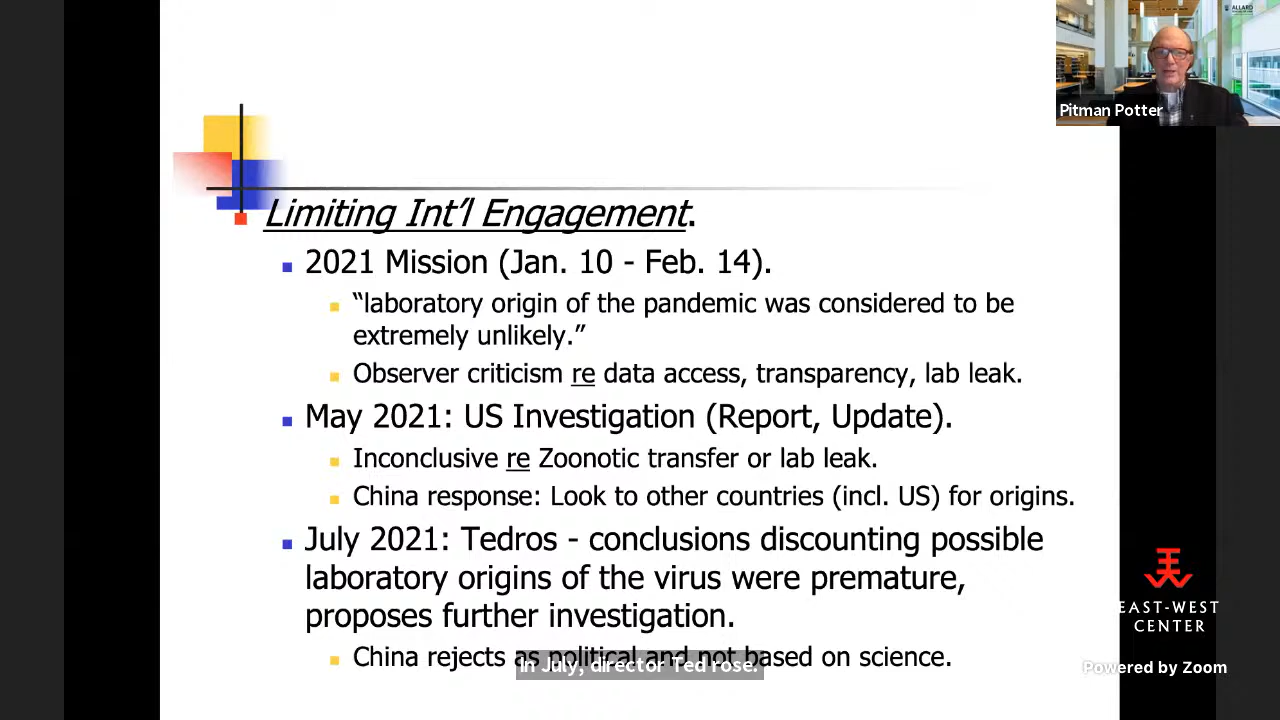 ALLARD
Pitman Potter
Limiting Int’l Engagement.
2021 Mission (Jan. 10 - Feb. 14).
“laboratory origin of the pandemic was considered to be
extremely unlikely.”
Observer criticism re data access, transparency, lab leak.
May 2021: US Investigation (Report, Update).
Inconclusive re Zoonotic transfer or lab leak.
China response: Look to other countries (incl. US) for origins.
July 2021: Tedros - conclusions discounting possible
laboratory origins of the virus were premature,
proposes further investigation.
China rejects as political and not based on science.
In July, director Ted rose.
EAST-WEST
CENTER
Powered by Zoom